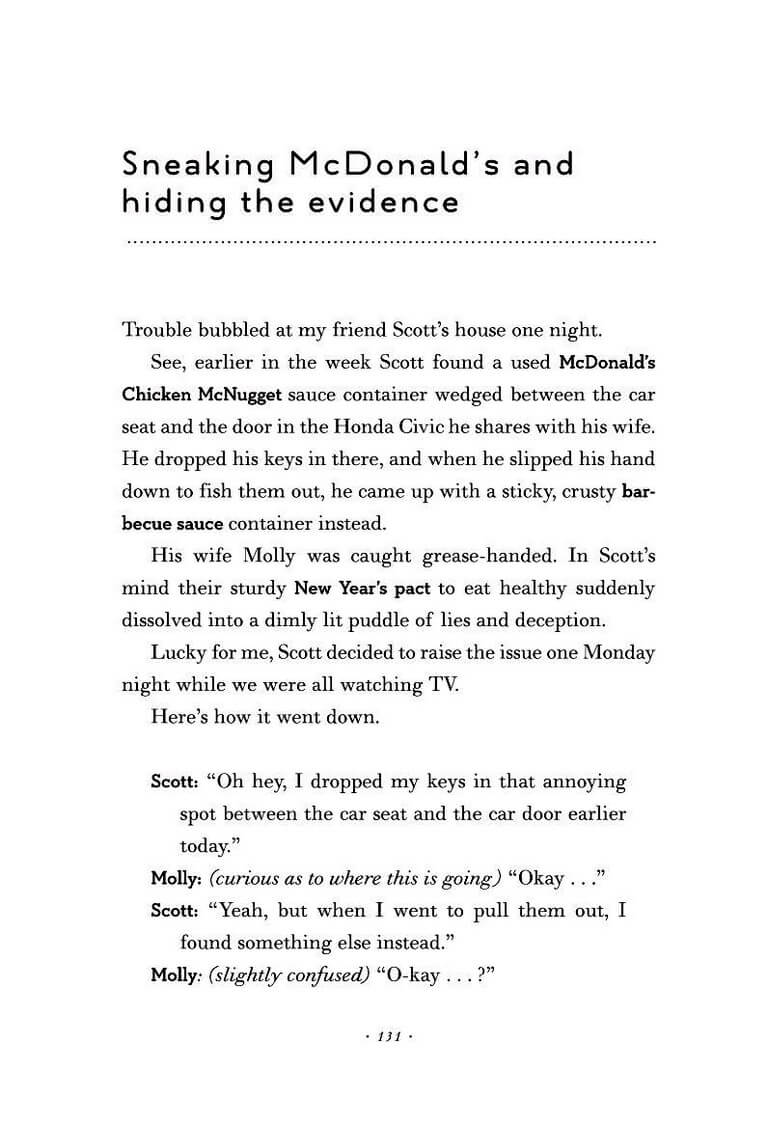 Sneaking McDonald's and
hiding the evidence
Trouble bubbled at my friend Scott's house one night.
See, earlier in the week Scott found a used McDonald's
Chicken McNugget sauce container wedged between the car
seat and the door in the Honda Civic he shares with his wife.
He dropped his keys in there, and when he slipped his hand
down to fish them out, he came up with a sticky, crusty bar-
becue sauce container instead.
His wife Molly was caught grease-handed. In Scott's
mind their sturdy New Year's pact to eat healthy suddenly
dissolved into a dimly lit puddle of lies and deception.
Lucky for me, Scott decided to raise the issue one Monday
night while we were all watching TV.
Here's how it went down.
Scott: “Oh hey, I dropped my keys in that annoying
spot between the car seat and the car door earlier
today.”
Molly: (curious as to where this is going) “Okay . . .”
Scott: “Yeah, but when I went to pull them out, I
found something else instead.”
Molly: (slightly confused) “O-kay . . . ?”
· 131 ·